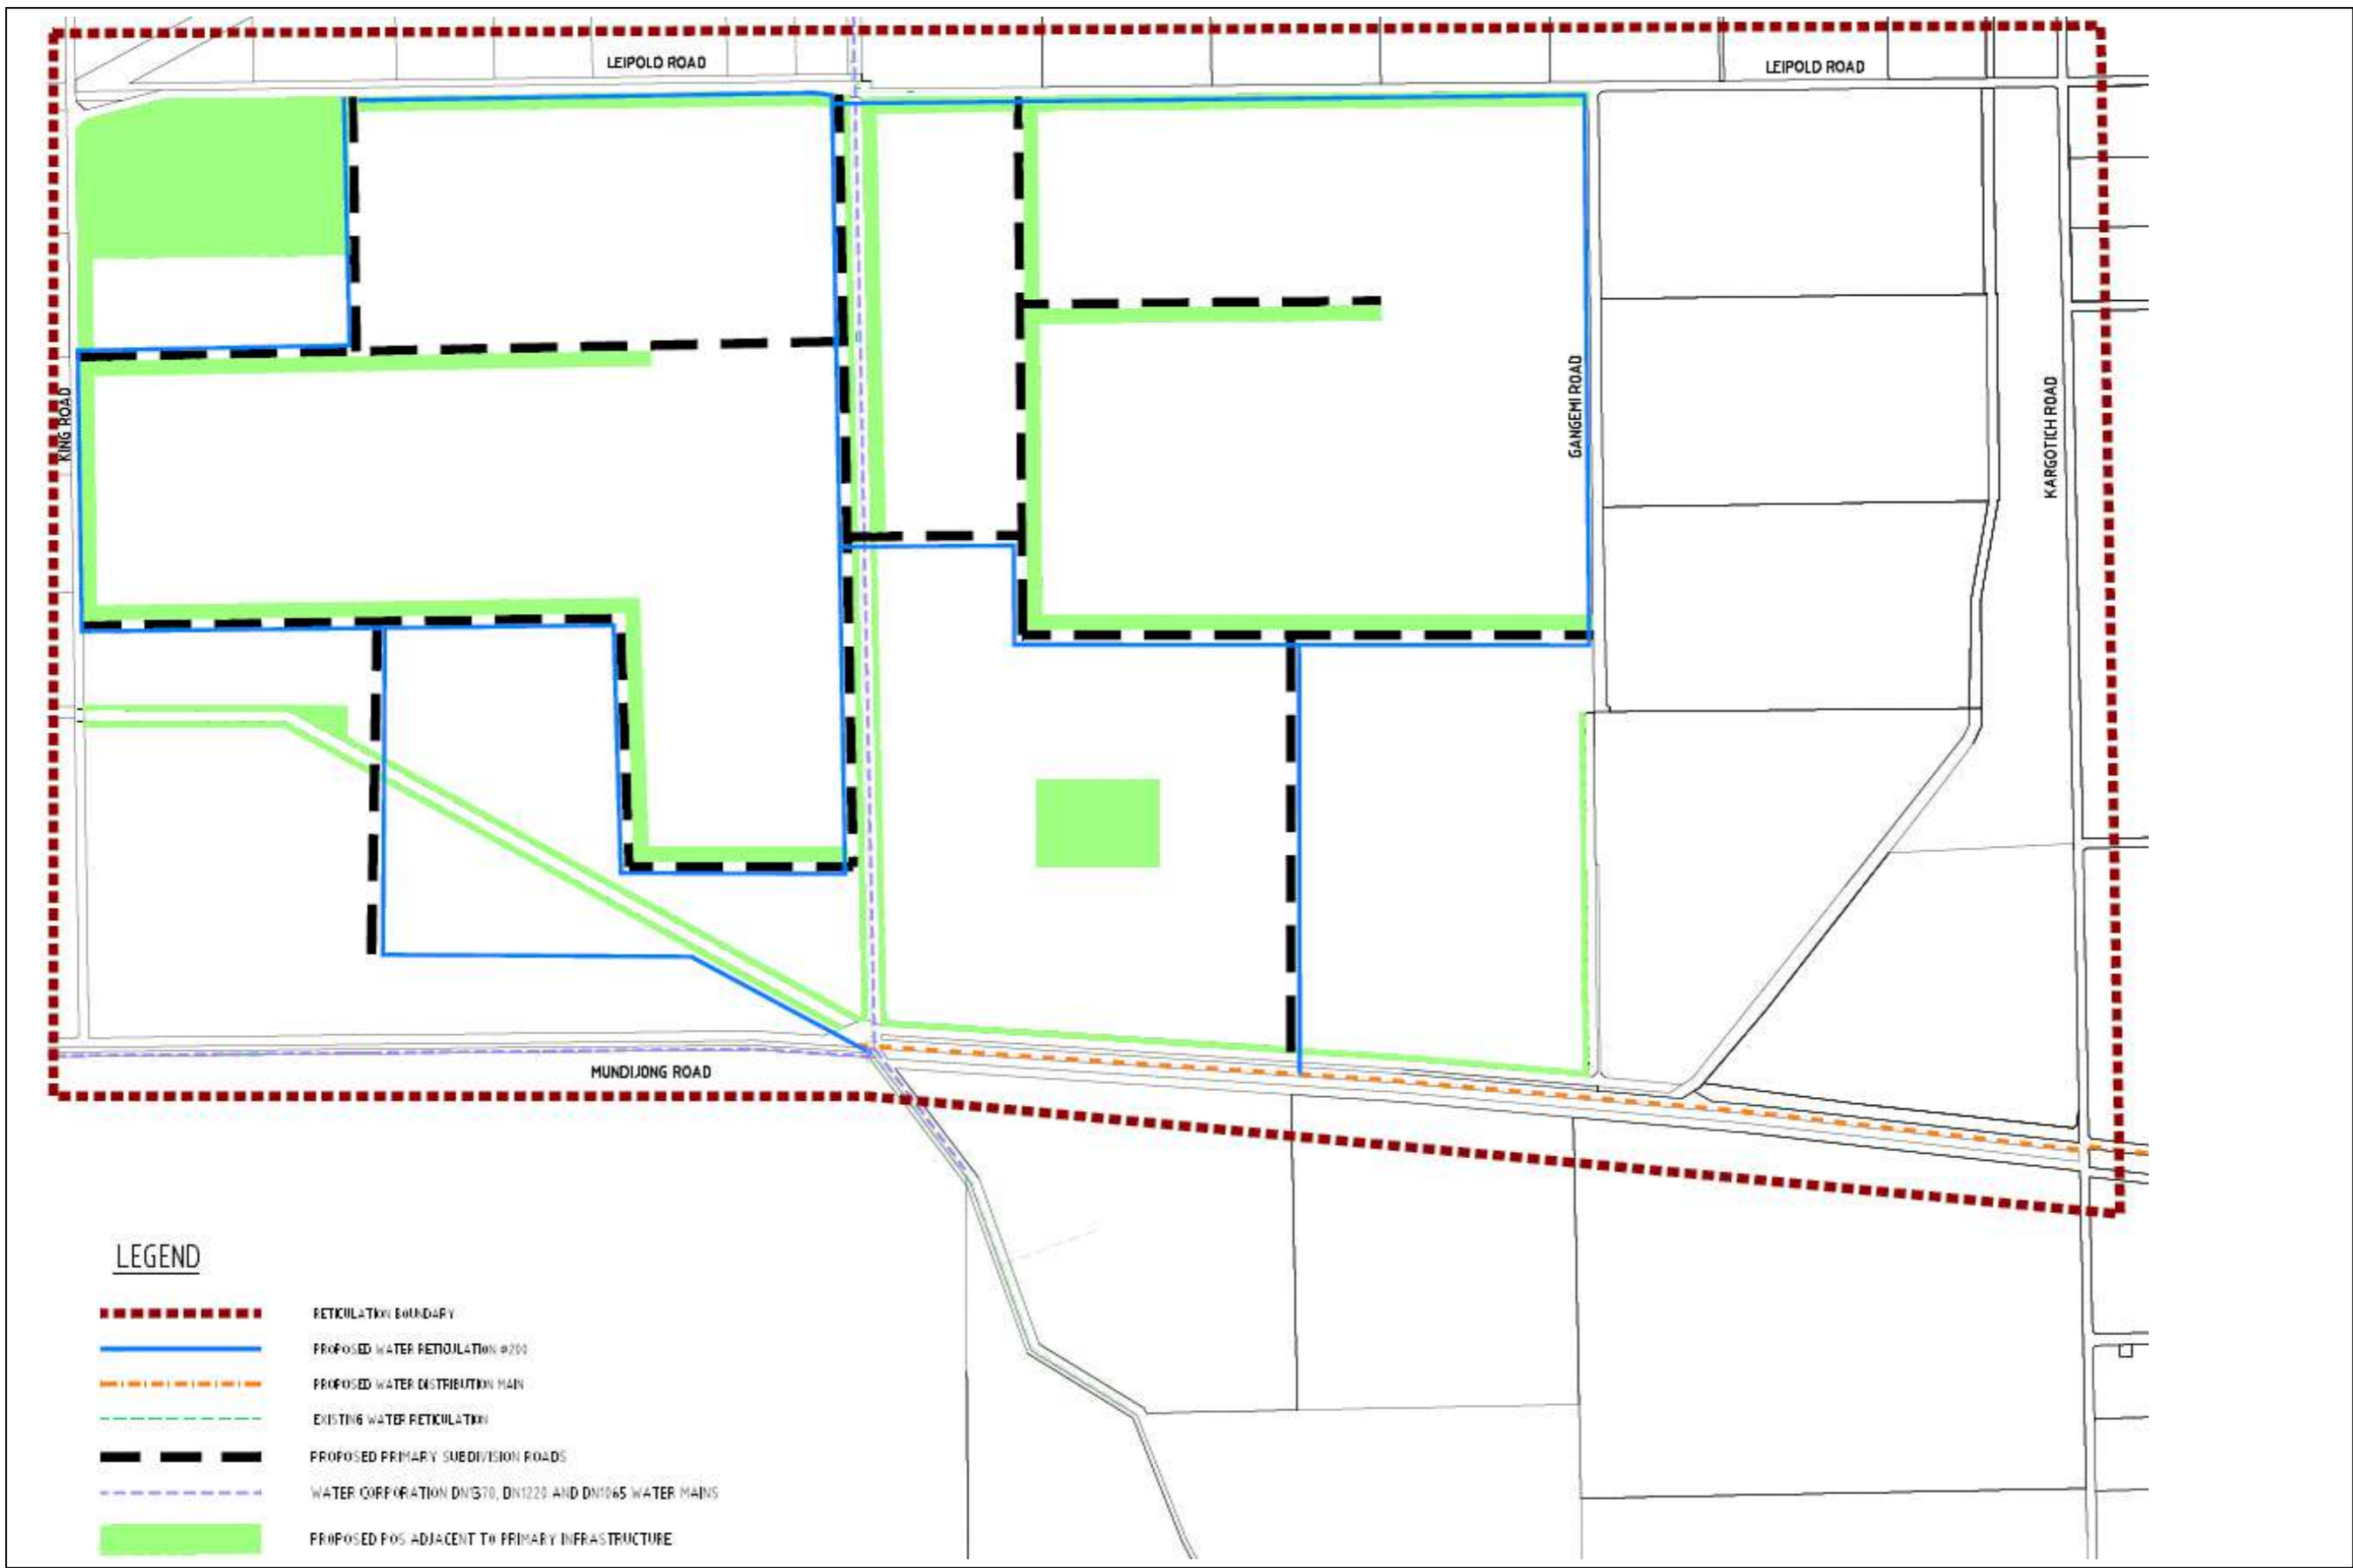 LEIPOLD ROAD
LEIPOLD ROAD
KING ROAD
GANGEMI ROAD
KARGOTICH ROAD
MUNDIJONG ROAD
LEGEND
RETICULATION BOUNDARY
PROPOSED WATER RETICULATION ø200
PROPOSED WATER DISTRIBUTION MAIN
EXISTING WATER RETICULATION
PROPOSED PRIMARY SUBDIVISION ROADS
WATER CORPORATION DN1370, DN1220 AND DN1065 WATER MAINS
PROPOSED POS ADJACENT TO PRIMARY INFRASTRUCTURE